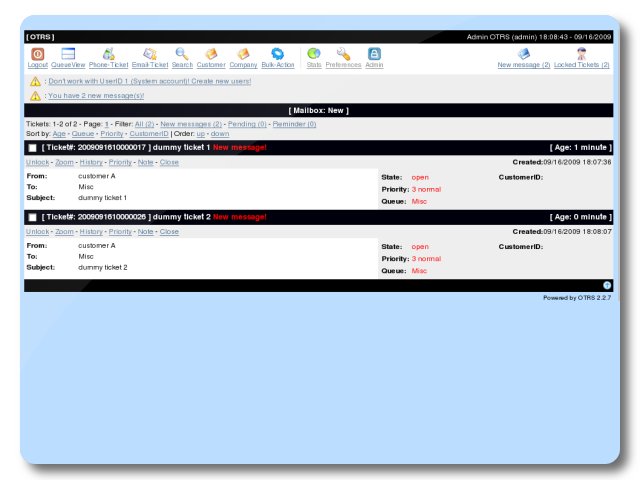 [ OTRS ] Admin OTRS (admin) 18:08:43 - 09/16/2009
Logout QueueView Phone-Ticket Email-Ticket Search Customer Company Bulk-Action Stats Preferences Admin New message (2) Locked Tickets (2)
: Don't work with UserID 1 (System account)! Create new users!
: You have 2 new message(s)!
[ Mailbox: New ]
Tickets: 1-2 of 2 - Page: 1 - Filter: All (2) - New messages (2) - Pending (0) - Reminder (0)
Sort by: Age - Queue - Priority - CustomerID | Order: up - down
[ Ticket#: 2009091610000017 ] dummy ticket 1 New message! [ Age: 1 minute ]
Unlock - Zoom - History - Priority - Note - Close Created:09/16/2009 18:07:36
From: customer A State: open CustomerID:
To: Misc Priority: 3 normal
Subject: dummy ticket 1 Queue: Misc
[ Ticket#: 2009091610000026 ] dummy ticket 2 New message! [ Age: 0 minute ]
Unlock - Zoom - History - Priority - Note - Close Created:09/16/2009 18:08:07
From: customer A State: open CustomerID:
To: Misc Priority: 3 normal
Subject: dummy ticket 2 Queue: Misc
Powered by OTRS 2.2.7